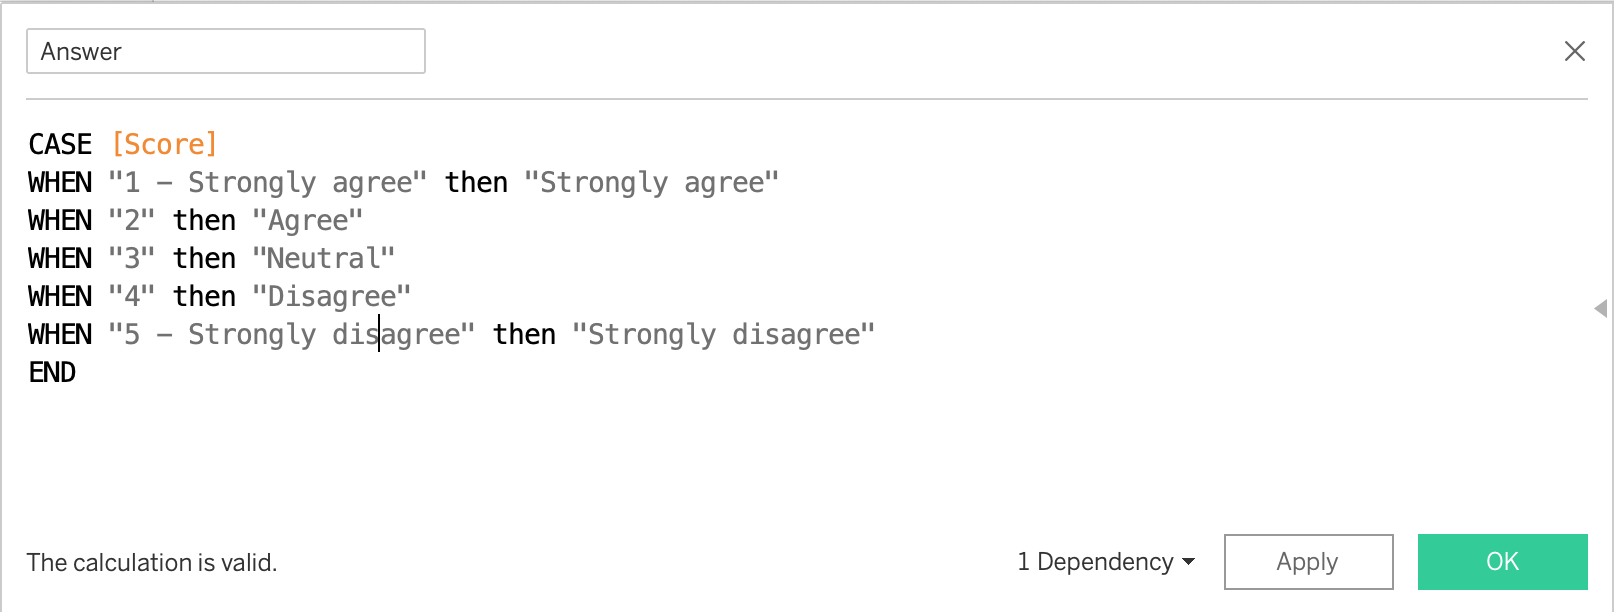 Answer
CASE [Score]
WHEN "1 – Strongly agree" then "Strongly agree"
WHEN "2" then "Agree"
WHEN "3" then "Neutral"
WHEN "4" then "Disagree"
WHEN "5 – Strongly disagree" then "Strongly disagree"
END
The calculation is valid.
1 Dependency
Apply
OK